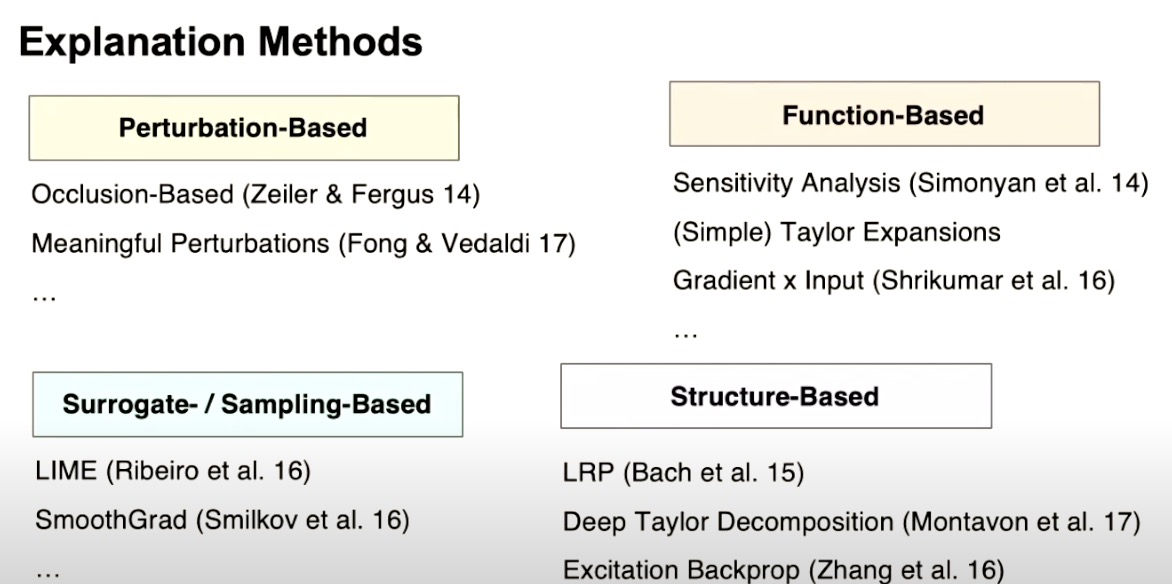 Explanation Methods
Perturbation-Based
Occlusion-Based (Zeiler & Fergus 14)
Meaningful Perturbations (Fong & Vedaldi 17)
...
Function-Based
Sensitivity Analysis (Simonyan et al. 14)
(Simple) Taylor Expansions
Gradient x Input (Shrikumar et al. 16)
...
Surrogate- / Sampling-Based
LIME (Ribeiro et al. 16)
SmoothGrad (Smilkov et al. 16)
...
Structure-Based
LRP (Bach et al. 15)
Deep Taylor Decomposition (Montavon et al. 17)
Excitation Backprop (Zhang et al. 16)